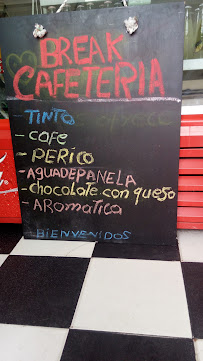 BREAK
CAFETERIA
- TINTO
- CAFE
- PERICO
- AGUADEPANELA
- chocolate con queso
- AROMATICA
- BIENVENIDOS